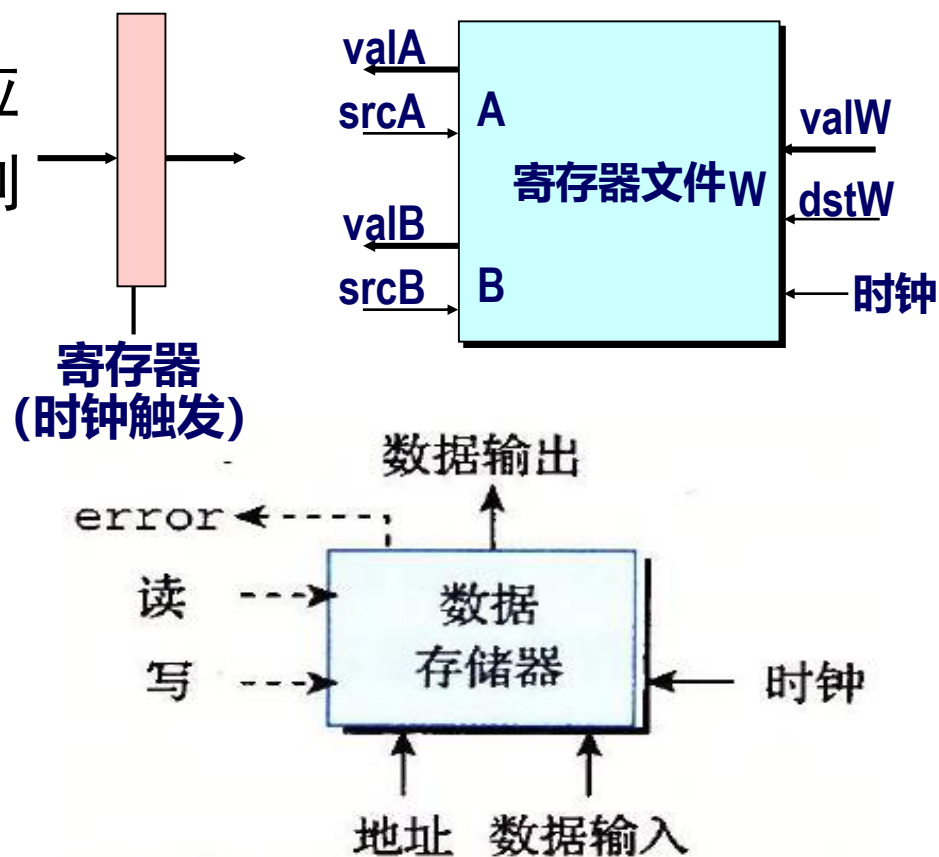 valA
srcA
A
valB
srcB
B
寄存器文件W
valW
dstW
时钟
寄存器
(时钟触发)
数据输出
error
读
写
数据
存储器
时钟
地址 数据输入